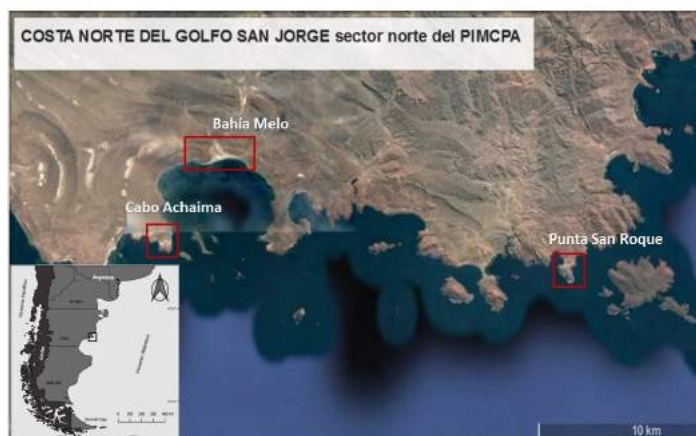 COSTA NORTE DEL GOLFO SAN JORGE sector norte del PIMCPA
Bahía Melo
Cabo Achaima
Punta San Roque
Argentina
10 km